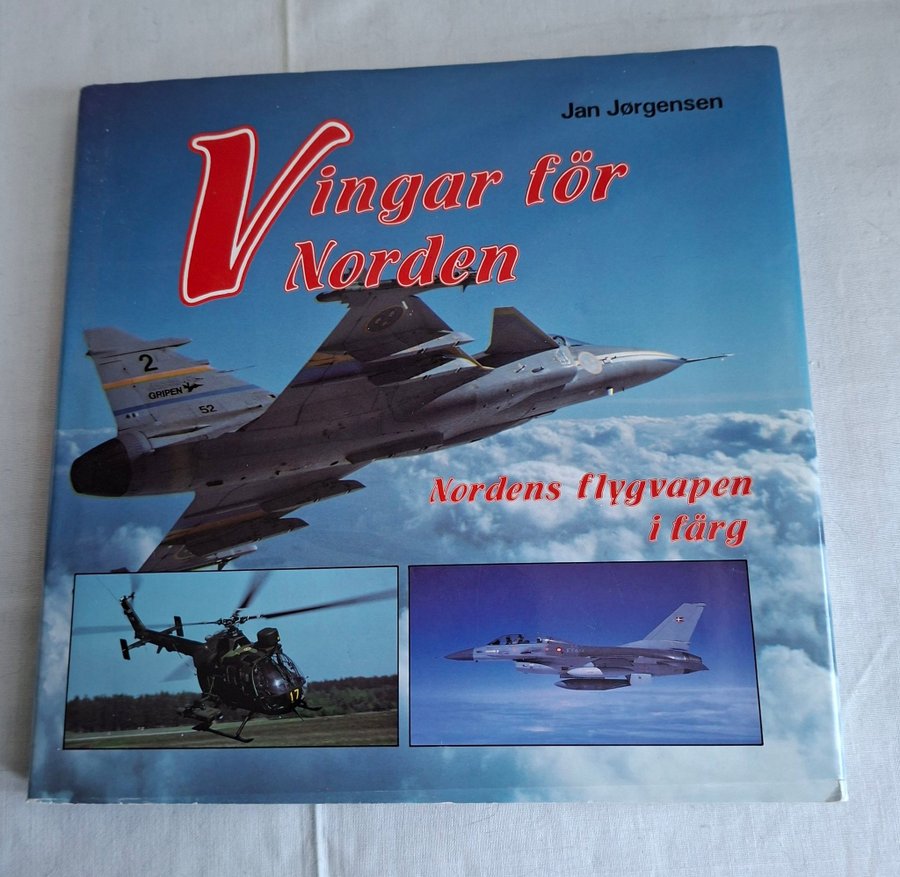 Jan Jørgensen
Vingar för
Norden
2
GRIPEN
52
Nordens flygvapen
i färg
17